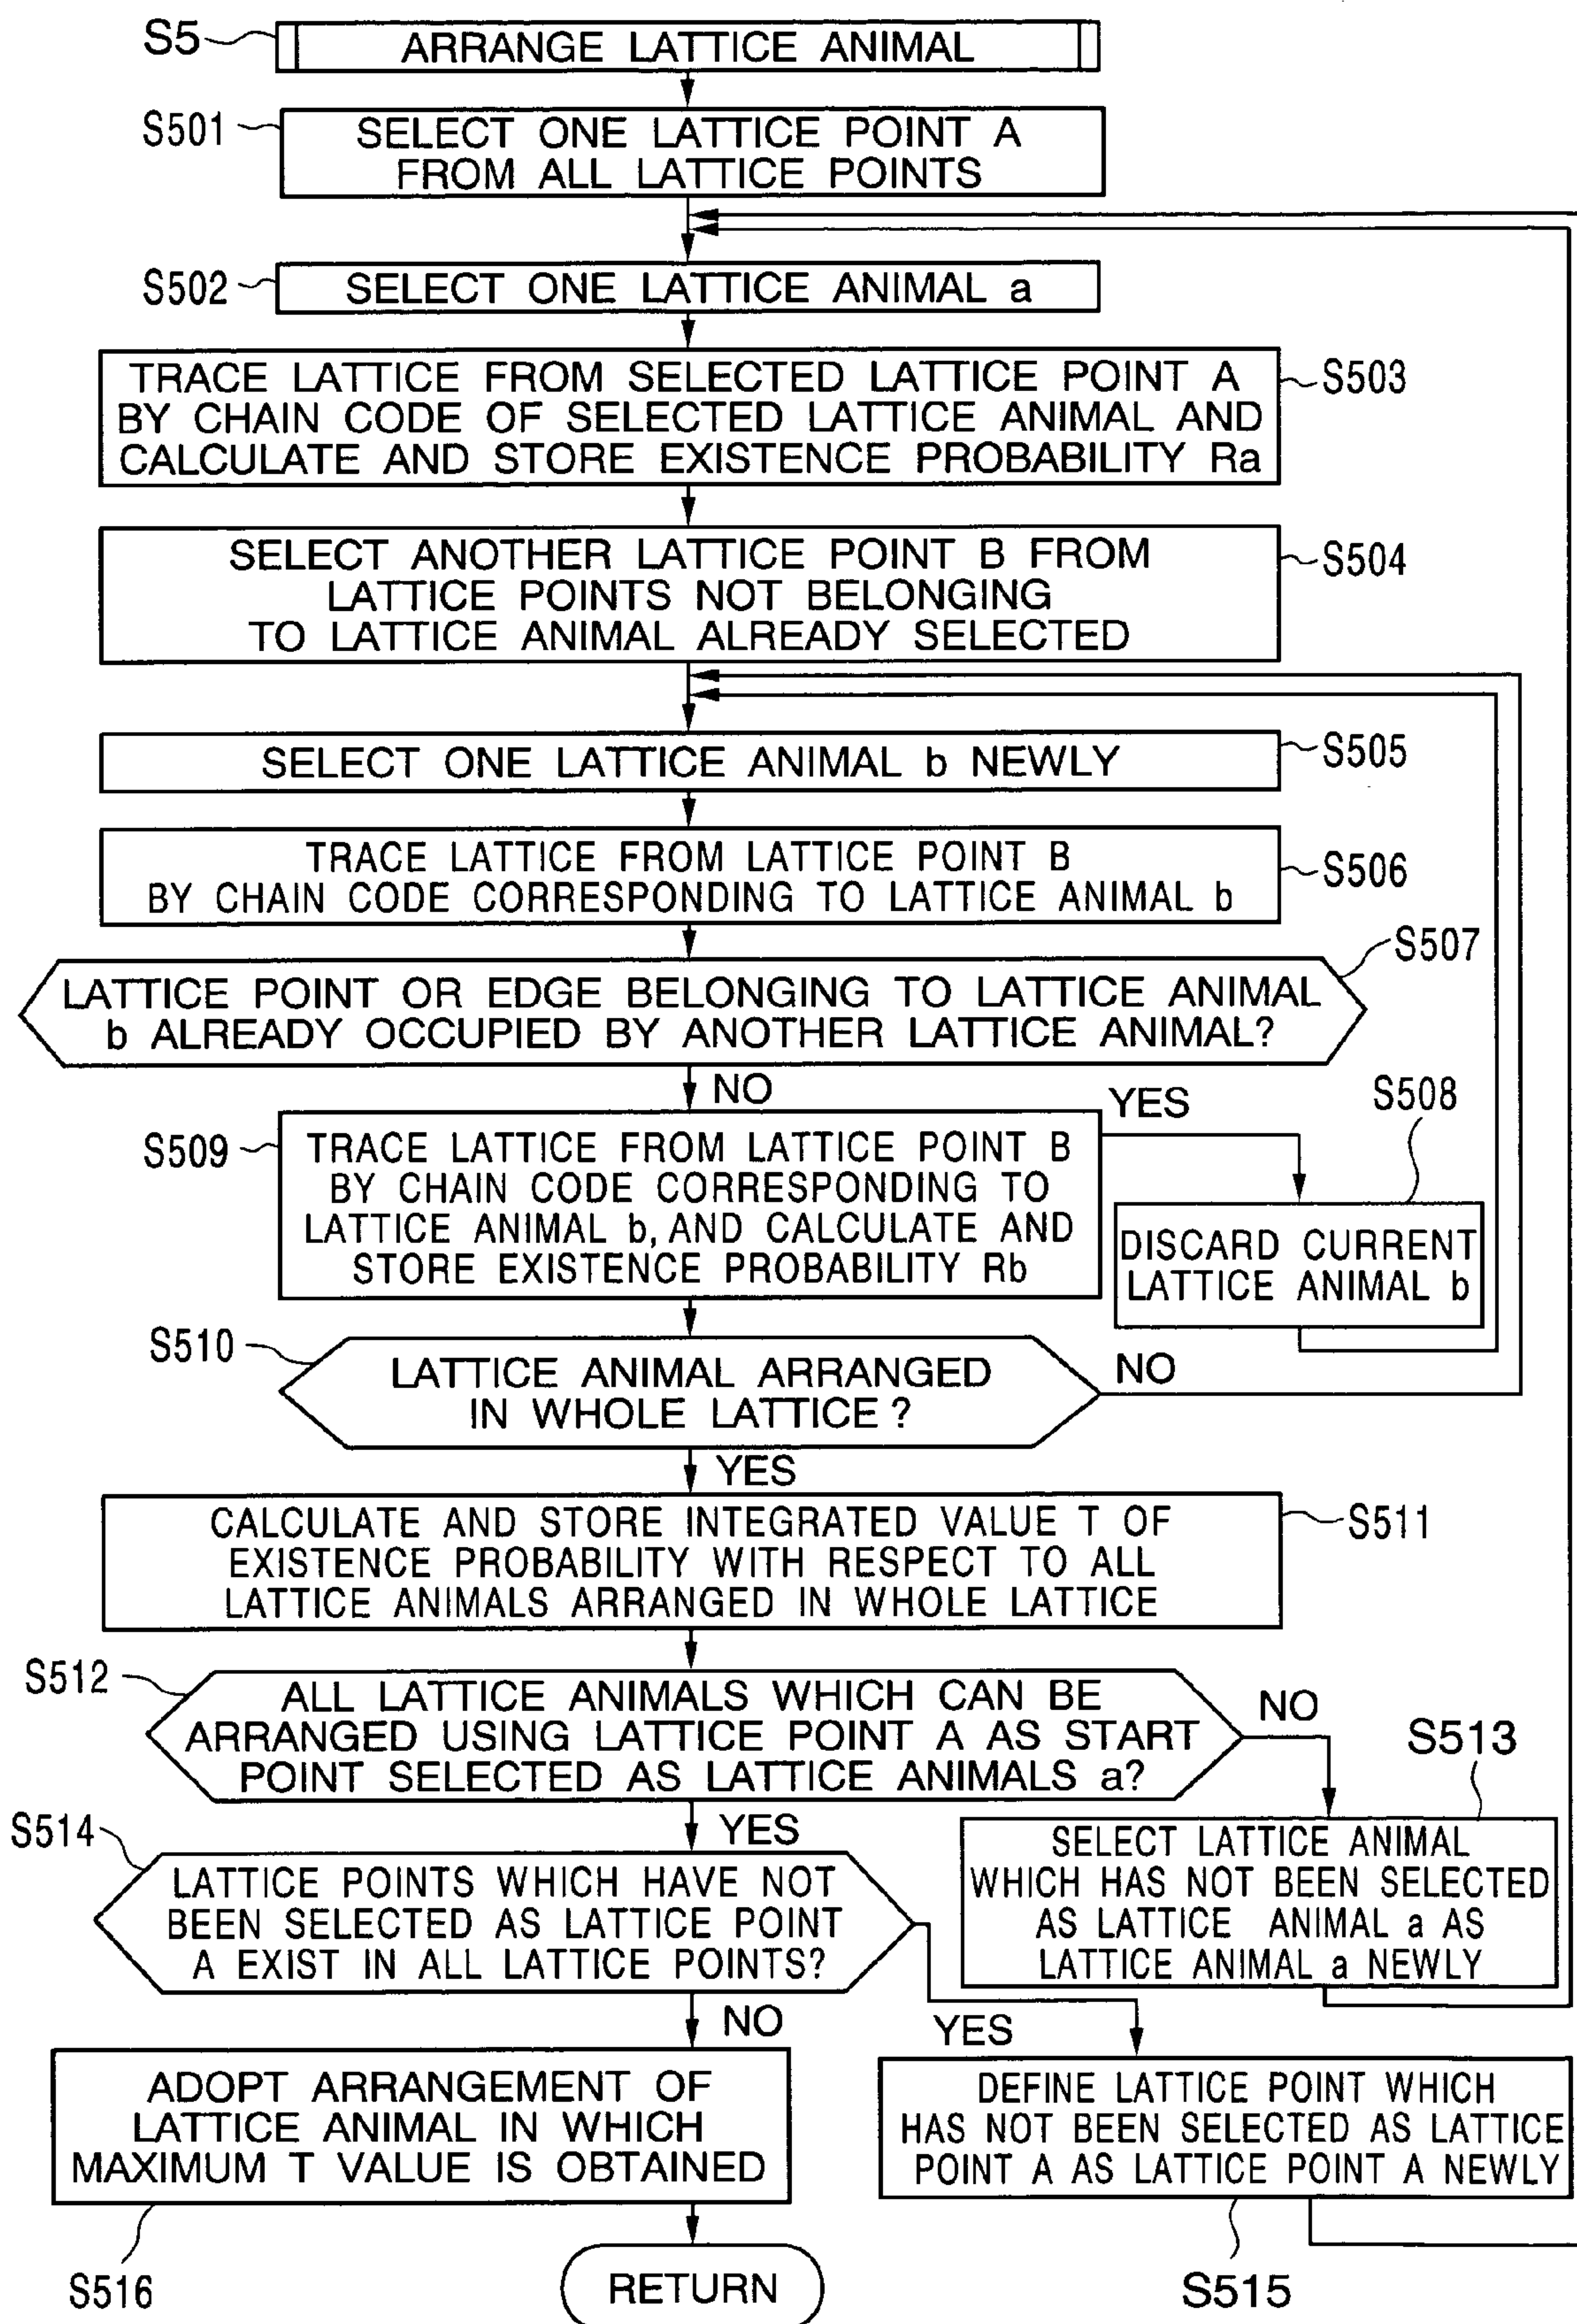 S5
ARRANGE LATTICE ANIMAL
S501
SELECT ONE LATTICE POINT A
FROM ALL LATTICE POINTS
S502
SELECT ONE LATTICE ANIMAL a
TRACE LATTICE FROM SELECTED LATTICE POINT A
BY CHAIN CODE OF SELECTED LATTICE ANIMAL AND
CALCULATE AND STORE EXISTENCE PROBABILITY Ra
S503
SELECT ANOTHER LATTICE POINT B FROM
LATTICE POINTS NOT BELONGING
TO LATTICE ANIMAL ALREADY SELECTED
S504
SELECT ONE LATTICE ANIMAL b NEWLY
S505
TRACE LATTICE FROM LATTICE POINT B
BY CHAIN CODE CORRESPONDING TO LATTICE ANIMAL b
S506
S507
LATTICE POINT OR EDGE BELONGING TO LATTICE ANIMAL
b ALREADY OCCUPIED BY ANOTHER LATTICE ANIMAL?
NO
YES
S508
DISCARD CURRENT
LATTICE ANIMAL b
S509
TRACE LATTICE FROM LATTICE POINT B
BY CHAIN CODE CORRESPONDING TO
LATTICE ANIMAL b, AND CALCULATE AND
STORE EXISTENCE PROBABILITY Rb
S510
LATTICE ANIMAL ARRANGED
IN WHOLE LATTICE ?
NO
YES
CALCULATE AND STORE INTEGRATED VALUE T OF
EXISTENCE PROBABILITY WITH RESPECT TO ALL
LATTICE ANIMALS ARRANGED IN WHOLE LATTICE
S511
S512
ALL LATTICE ANIMALS WHICH CAN BE
ARRANGED USING LATTICE POINT A AS START
POINT SELECTED AS LATTICE ANIMALS a?
NO
YES
S513
SELECT LATTICE ANIMAL
WHICH HAS NOT BEEN SELECTED
AS LATTICE ANIMAL a AS
LATTICE ANIMAL a NEWLY
S514
LATTICE POINTS WHICH HAVE NOT
BEEN SELECTED AS LATTICE POINT
A EXIST IN ALL LATTICE POINTS?
NO
YES
DEFINE LATTICE POINT WHICH
HAS NOT BEEN SELECTED AS LATTICE
POINT A AS LATTICE POINT A NEWLY
S515
ADOPT ARRANGEMENT OF
LATTICE ANIMAL IN WHICH
MAXIMUM T VALUE IS OBTAINED
S516
RETURN